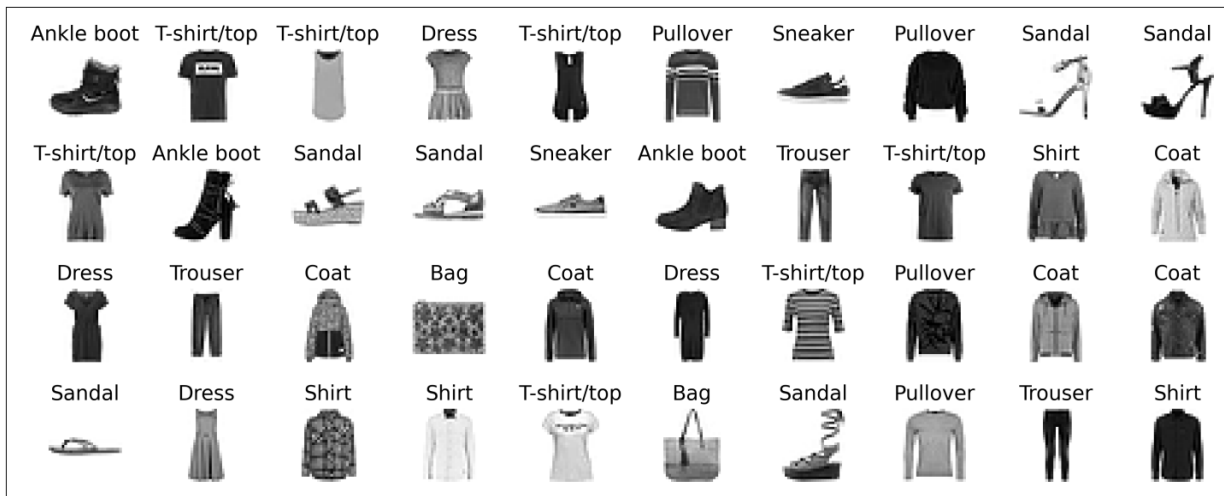 Ankle boot T-shirt/top T-shirt/top Dress T-shirt/top Pullover Sneaker Pullover Sandal Sandal
T-shirt/top Ankle boot Sandal Sandal Sneaker Ankle boot Trouser T-shirt/top Shirt Coat
Dress Trouser Coat Bag Coat Dress T-shirt/top Pullover Coat Coat
Sandal Dress Shirt Shirt T-shirt/top Bag Sandal Pullover Trouser Shirt